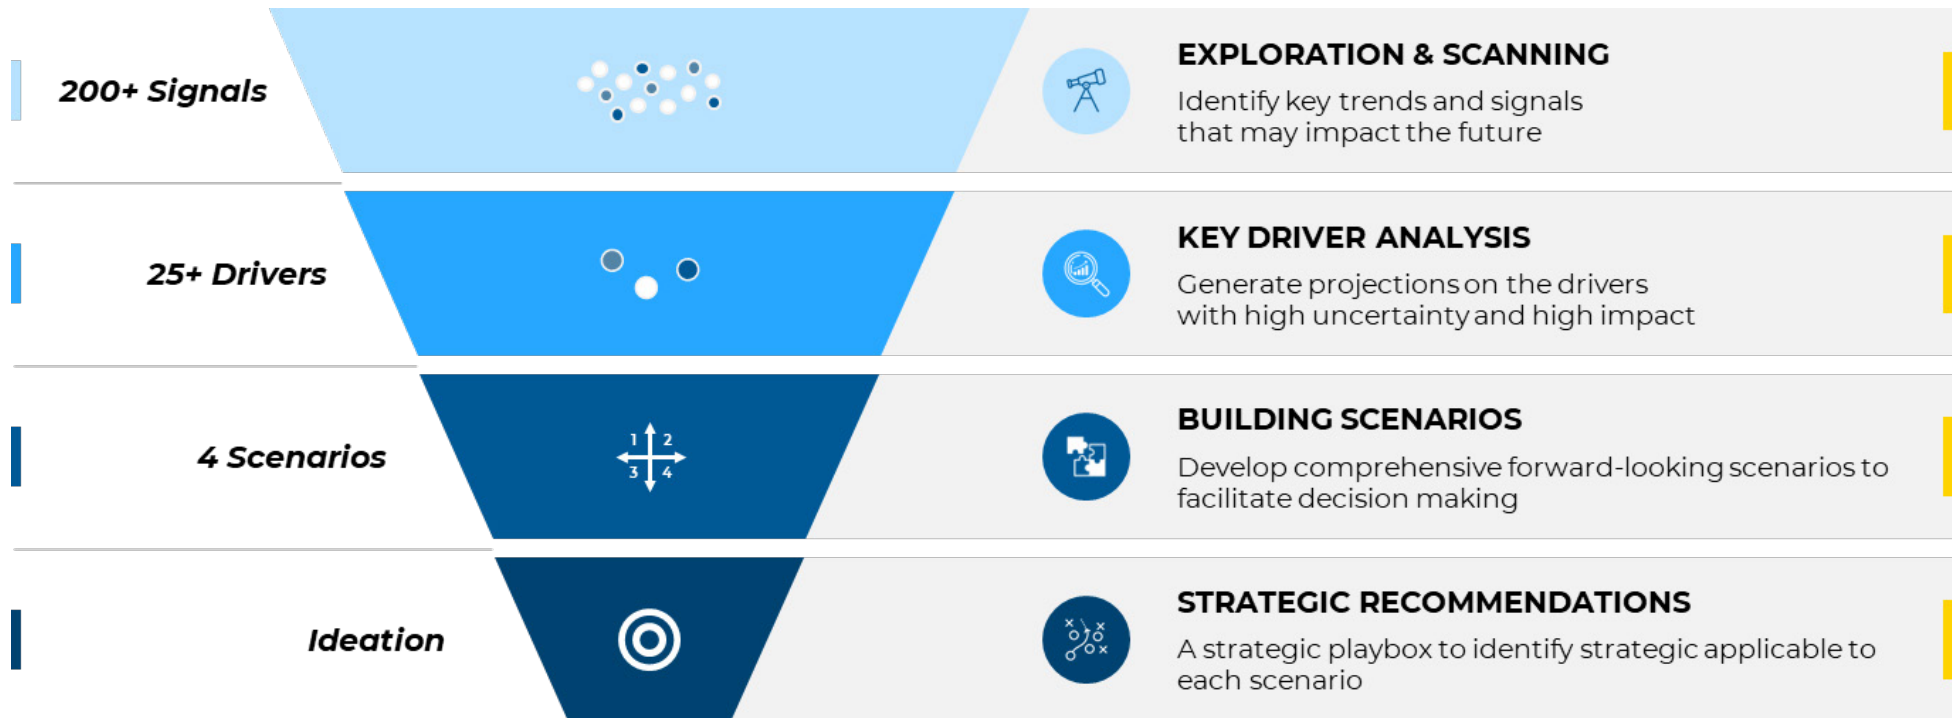 200+ Signals
EXPLORATION & SCANNING
Identify key trends and signals
that may impact the future
25+ Drivers
KEY DRIVER ANALYSIS
Generate projections on the drivers
with high uncertainty and high impact
4 Scenarios
1 2
3 4
BUILDING SCENARIOS
Develop comprehensive forward-looking scenarios to
facilitate decision making
Ideation
STRATEGIC RECOMMENDATIONS
A strategic playbox to identify strategic applicable to
each scenario